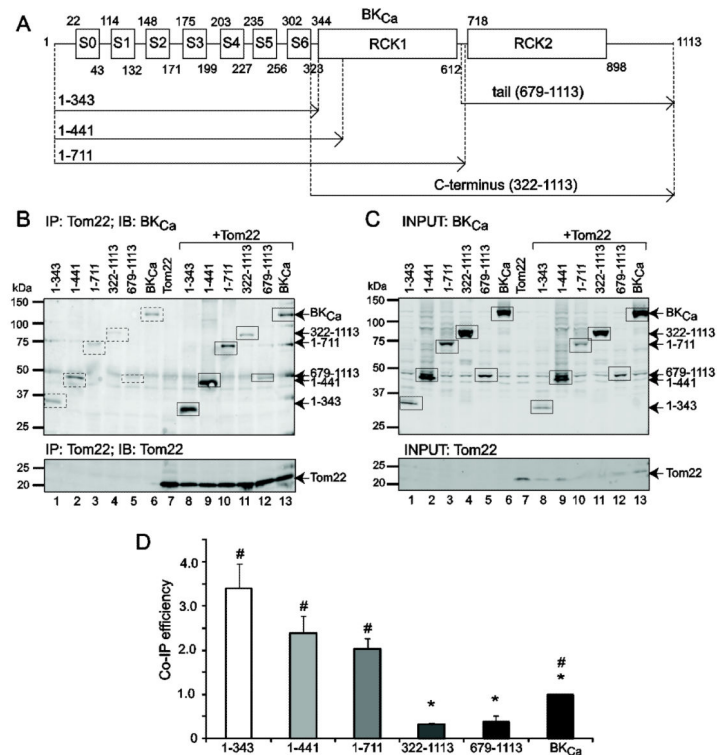 A
BKCa
22 114 148 175 203 235 302 344 718
1 S0 S1 S2 S3 S4 S5 S6 RCK1 RCK2 1113
43 132 171 199 227 256 323 612 898
1-343
tail (679-1113)
1-441
1-711
C-terminus (322-1113)
B IP: Tom22; IB: BKCa
+Tom22
kDa 1-343 1-441 1-711 322-1113 679-1113 BKCa Tom22 1-343 1-441 1-711 322-1113 679-1113 BKCa
150
100
75
50
37
25
BKCa
322-1113
1-711
679-1113
1-441
1-343
IP: Tom22; IB: Tom22
25
20
Tom22
1 2 3 4 5 6 7 8 9 10 11 12 13
C INPUT: BKCa
+Tom22
kDa 1-343 1-441 1-711 322-1113 679-1113 BKCa Tom22 1-343 1-441 1-711 322-1113 679-1113 BKCa
150
100
75
50
37
25
BKCa
322-1113
1-711
679-1113
1-441
1-343
INPUT: Tom22
25
20
Tom22
1 2 3 4 5 6 7 8 9 10 11 12 13
D
Co-IP efficiency
4.0
3.0
2.0
1.0
0
# # # * * # *
1-343 1-441 1-711 322-1113 679-1113 BKCa